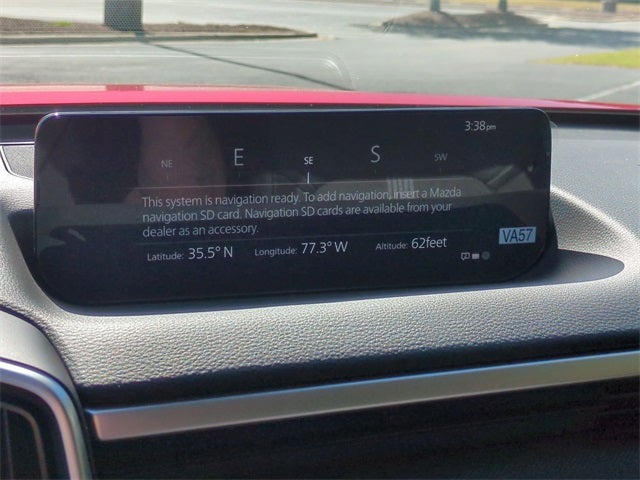 3:38pm
NE E SE S SW
This system is navigation ready. To add navigation, insert a Mazda
navigation SD card. Navigation SD cards are available from your
dealer as an accessory.
Latitude: 35.5° N Longitude: 77.3° W Altitude: 62feet
VA57